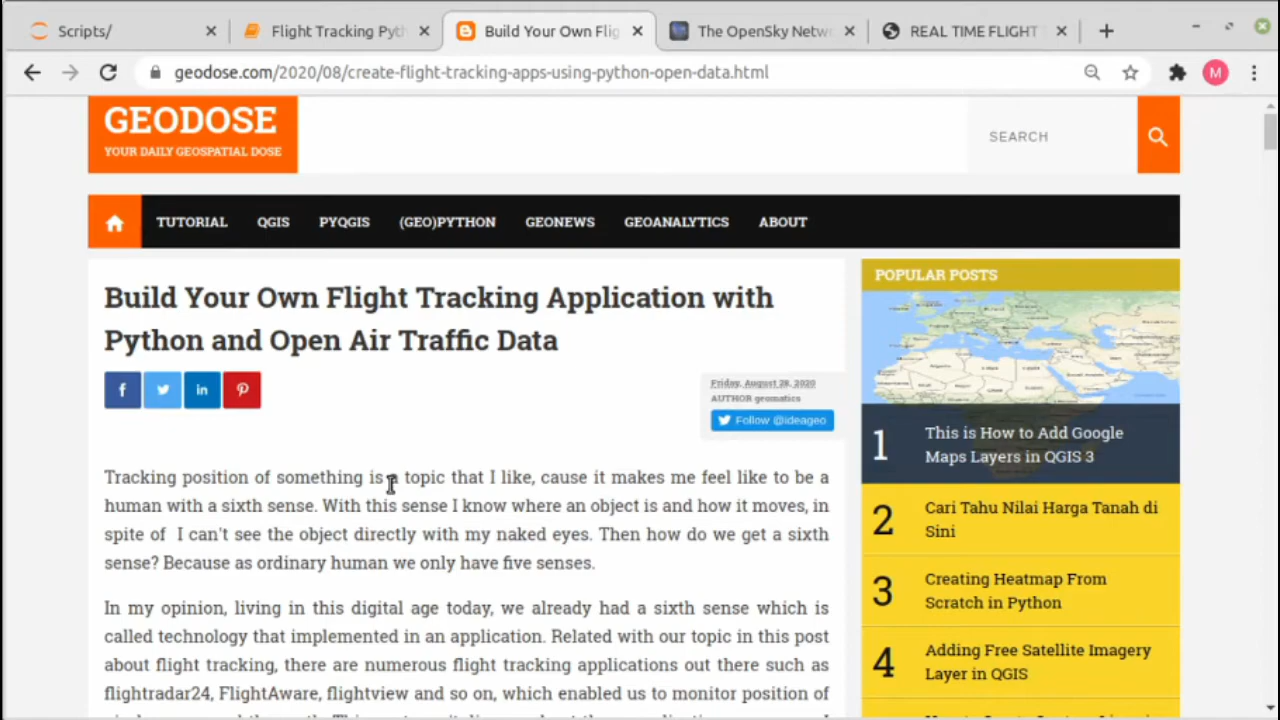 Scripts/
Flight Tracking Pyth
Build Your Own Flig
The OpenSky Netw
REAL TIME FLIGHT
geodose.com/2020/08/create-flight-tracking-apps-using-python-open-data.html
M
GEODOSE
YOUR DAILY GEOSPATIAL DOSE
SEARCH
TUTORIAL QGIS PYQGIS (GEO)PYTHON GEONEWS GEOANALYTICS ABOUT
Build Your Own Flight Tracking Application with
Python and Open Air Traffic Data
Friday, August 28, 2020
AUTHOR geomatics
Follow @ideageo
Tracking position of something is a topic that I like, cause it makes me feel like to be a
human with a sixth sense. With this sense I know where an object is and how it moves, in
spite of I can't see the object directly with my naked eyes. Then how do we get a sixth
sense? Because as ordinary human we only have five senses.
In my opinion, living in this digital age today, we already had a sixth sense which is
called technology that implemented in an application. Related with our topic in this post
about flight tracking, there are numerous flight tracking applications out there such as
flightradar24, FlightAware, flightview and so on, which enabled us to monitor position of
POPULAR POSTS
1
This is How to Add Google
Maps Layers in QGIS 3
2
Cari Tahu Nilai Harga Tanah di
Sini
3
Creating Heatmap From
Scratch in Python
4
Adding Free Satellite Imagery
Layer in QGIS